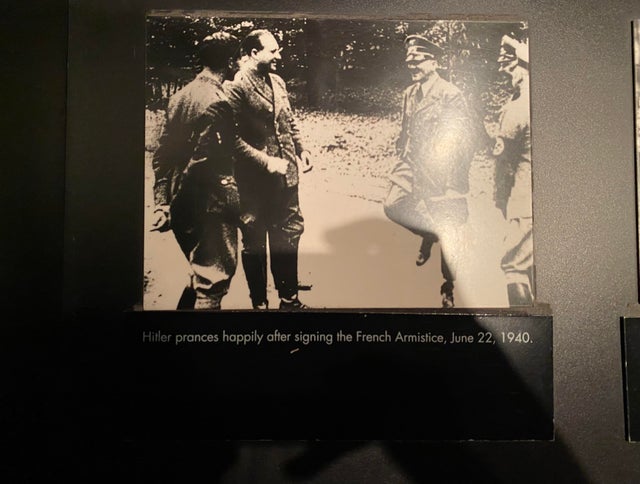 Hitler prances happily after signing the French Armistice, June 22, 1940.